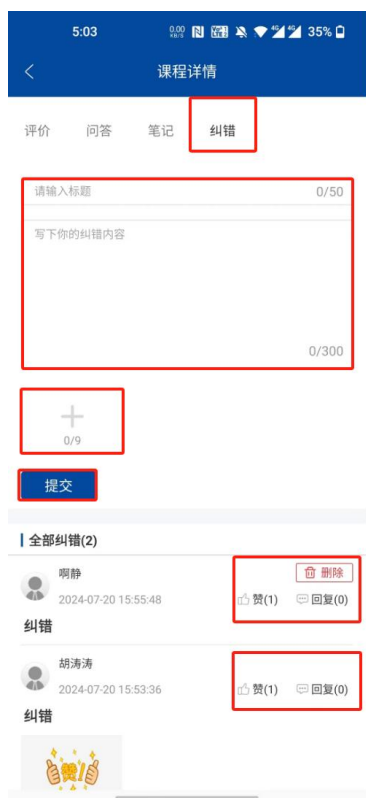 5:03
0.00 KB/S 4G 4G 35%
课程详情
评价 问答 笔记 纠错
请输入标题 0/50
写下你的纠错内容
0/300
0/9
提交
全部纠错(2)
啊静 删除
2024-07-20 15:55:48 赞(1) 回复(0)
纠错
胡涛涛
2024-07-20 15:53:36 赞(1) 回复(0)
纠错
赞!